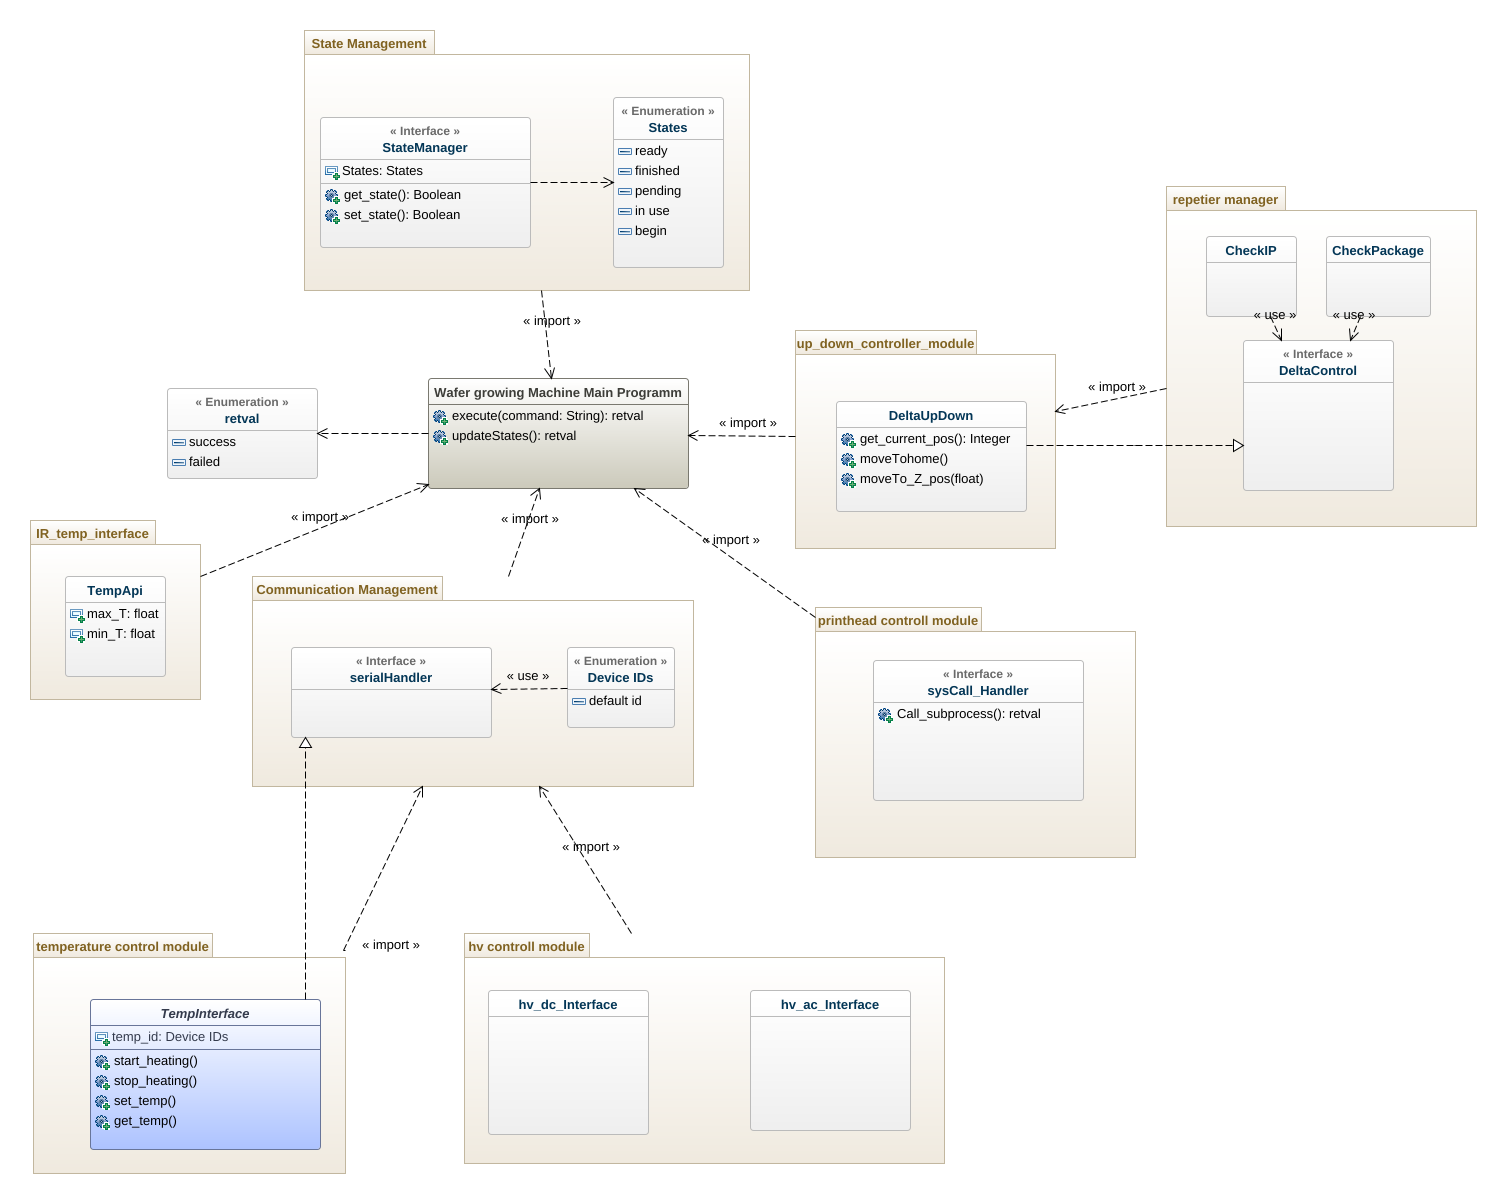 State Management
« Interface »
StateManager
States: States
get_state(): Boolean
set_state(): Boolean
« Enumeration »
States
ready
finished
pending
in use
begin
repetier manager
CheckIP
CheckPackage
« use »
« use »
« Interface »
DeltaControl
« import »
« import »
up_down_controller_module
DeltaUpDown
get_current_pos(): Integer
moveTohome()
moveTo_Z_pos(float)
« import »
Wafer growing Machine Main Programm
execute(command: String): retval
updateStates(): retval
« Enumeration »
retval
success
failed
« import »
« import »
« import »
IR_temp_interface
TempApi
max_T: float
min_T: float
Communication Management
« Interface »
serialHandler
« use »
« Enumeration »
Device IDs
default id
printhead controll module
« Interface »
sysCall_Handler
Call_subprocess(): retval
« import »
« import »
temperature control module
TempInterface
temp_id: Device IDs
start_heating()
stop_heating()
set_temp()
get_temp()
hv controll module
hv_dc_Interface
hv_ac_Interface